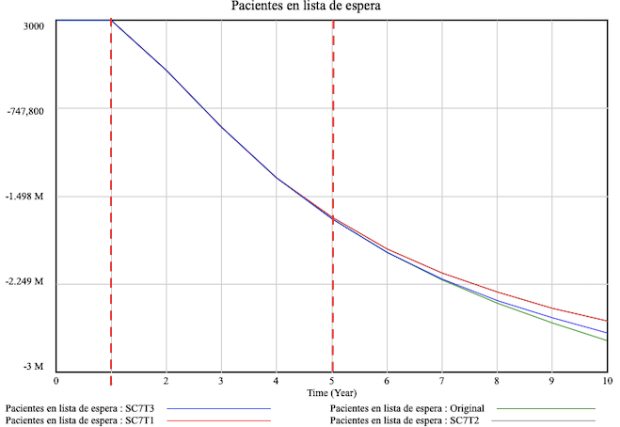 Pacientes en lista de espera
3000
-747,800
-1.498 M
-2.249 M
-3 M
0 1 2 3 4 5 6 7 8 9 10
Time (Year)
Pacientes en lista de espera : SC7T3 Pacientes en lista de espera : Original
Pacientes en lista de espera : SC7T1 Pacientes en lista de espera : SC7T2